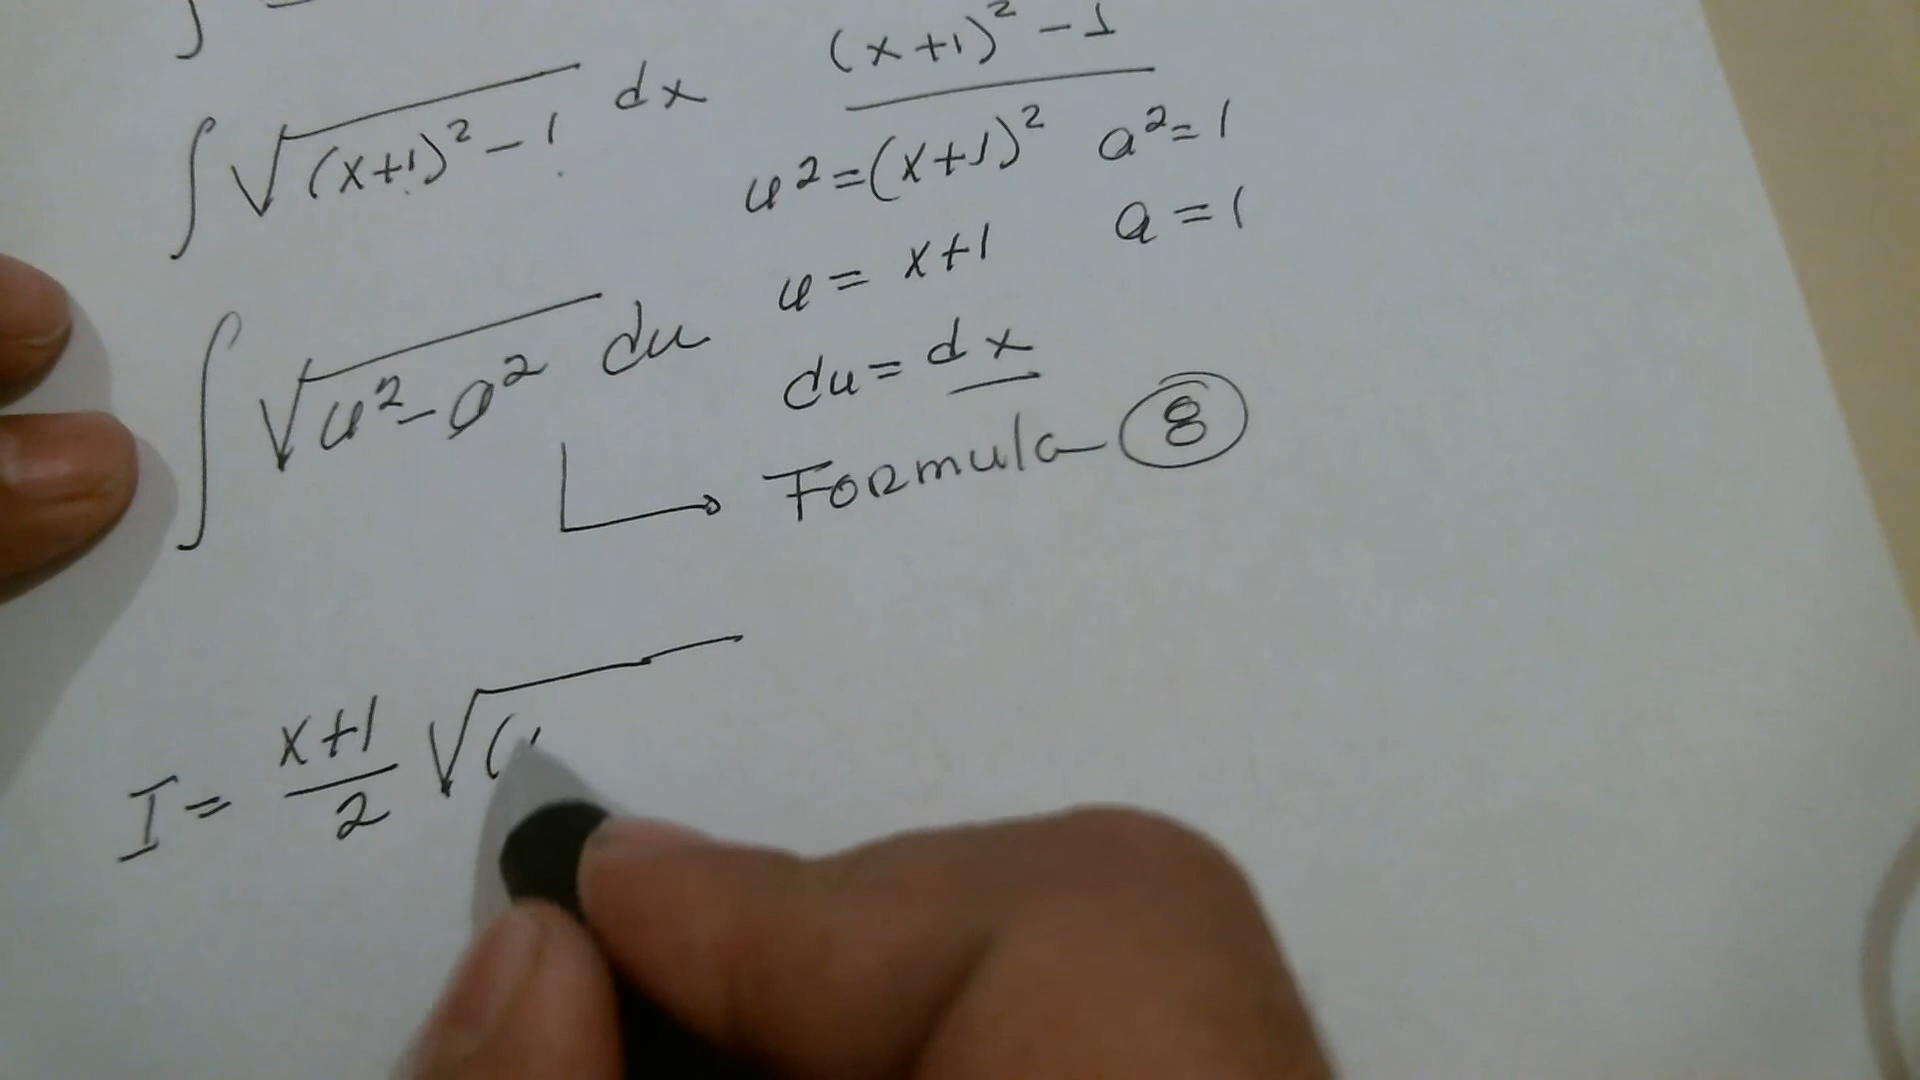 ∫ √((x+1)² - 1) dx
(x+1)² - 1
u² = (x+1)² a² = 1
u = x+1 a = 1
∫ √(u² - a²) du
du = dx
Formula 8
I = (x+1)/2 √(